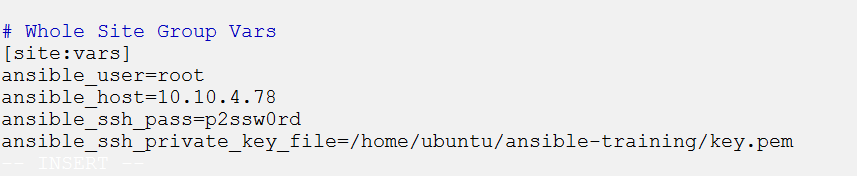 # Whole Site Group Vars
[site:vars]
ansible_user=root
ansible_host=10.10.4.78
ansible_ssh_pass=p2ssw0rd
ansible_ssh_private_key_file=/home/ubuntu/ansible-training/key.pem
-- INSERT --